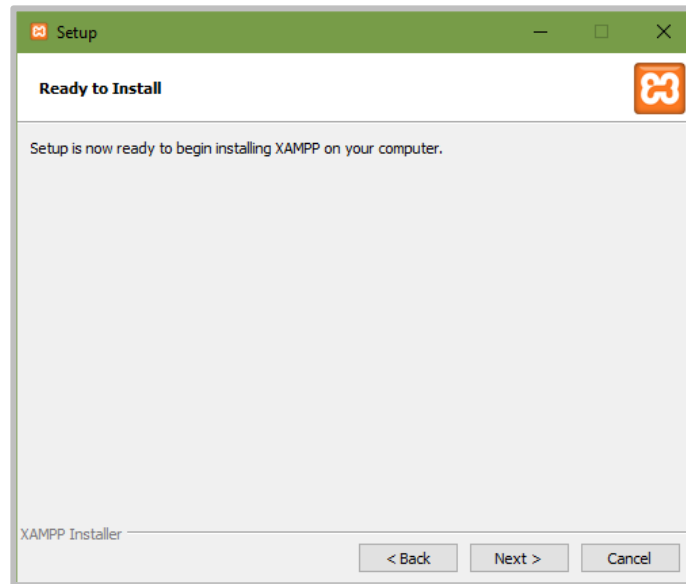 Setup
Ready to Install
Setup is now ready to begin installing XAMPP on your computer.
XAMPP Installer
< Back Next > Cancel